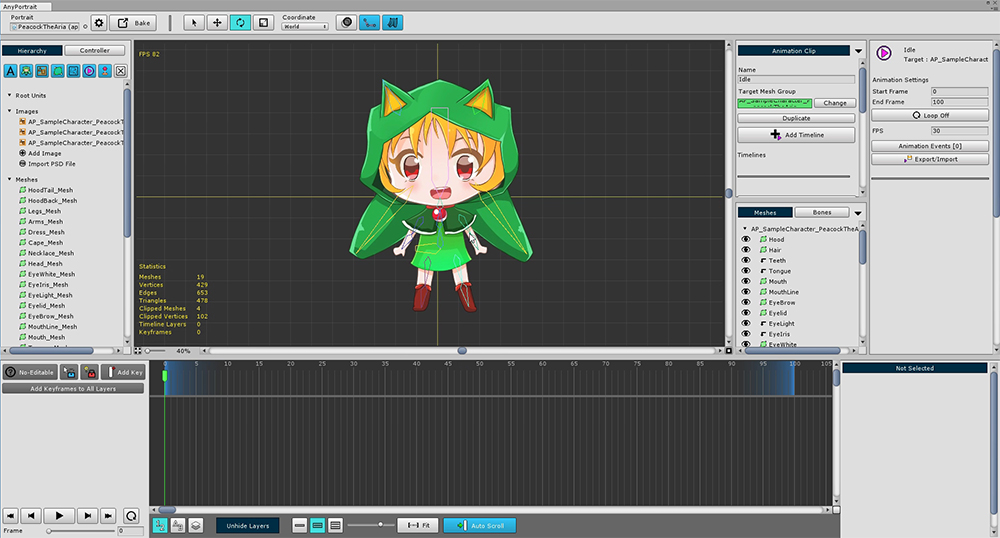 AnyPortrait
Portrait
PeacockTheAria (ap
Bake
Coordinate
World
Hierarchy
Controller
Root Units
Images
AP_SampleCharacter_PeacockT
AP_SampleCharacter_PeacockT
AP_SampleCharacter_PeacockT
Add Image
Import PSD File
Meshes
HoodTail_Mesh
HoodBack_Mesh
Legs_Mesh
Arms_Mesh
Dress_Mesh
Cape_Mesh
Necklace_Mesh
Head_Mesh
EyeWhite_Mesh
EyeIris_Mesh
EyeLight_Mesh
Eyelid_Mesh
EyeBrow_Mesh
MouthLine_Mesh
Mouth_Mesh
FPS 82
Statistics
Meshes 19
Vertices 429
Edges 653
Triangles 478
Clipped Meshes 4
Clipped Vertices 102
Timeline Layers 0
Keyframes 0
40%
Animation Clip
Name
Idle
Target Mesh Group
Change
Duplicate
Add Timeline
Timelines
Meshes
Bones
AP_SampleCharacter_PeacockTheA
Hood
Hair
Teeth
Tongue
Mouth
MouthLine
EyeBrow
Eyelid
EyeLight
EyeIris
EyeWhite
Idle
Target : AP_SampleCharact
Animation Settings
Start Frame 0
End Frame 100
Loop Off
FPS 30
Animation Events [0]
Export/Import
No-Editable
Add Key
Add Keyframes to All Layers
0 5 10 15 20 25 30 35 40 45 50 55 60 65 70 75 80 85 90 95 100 105
Not Selected
Frame 0
Unhide Layers
Fit
Auto Scroll